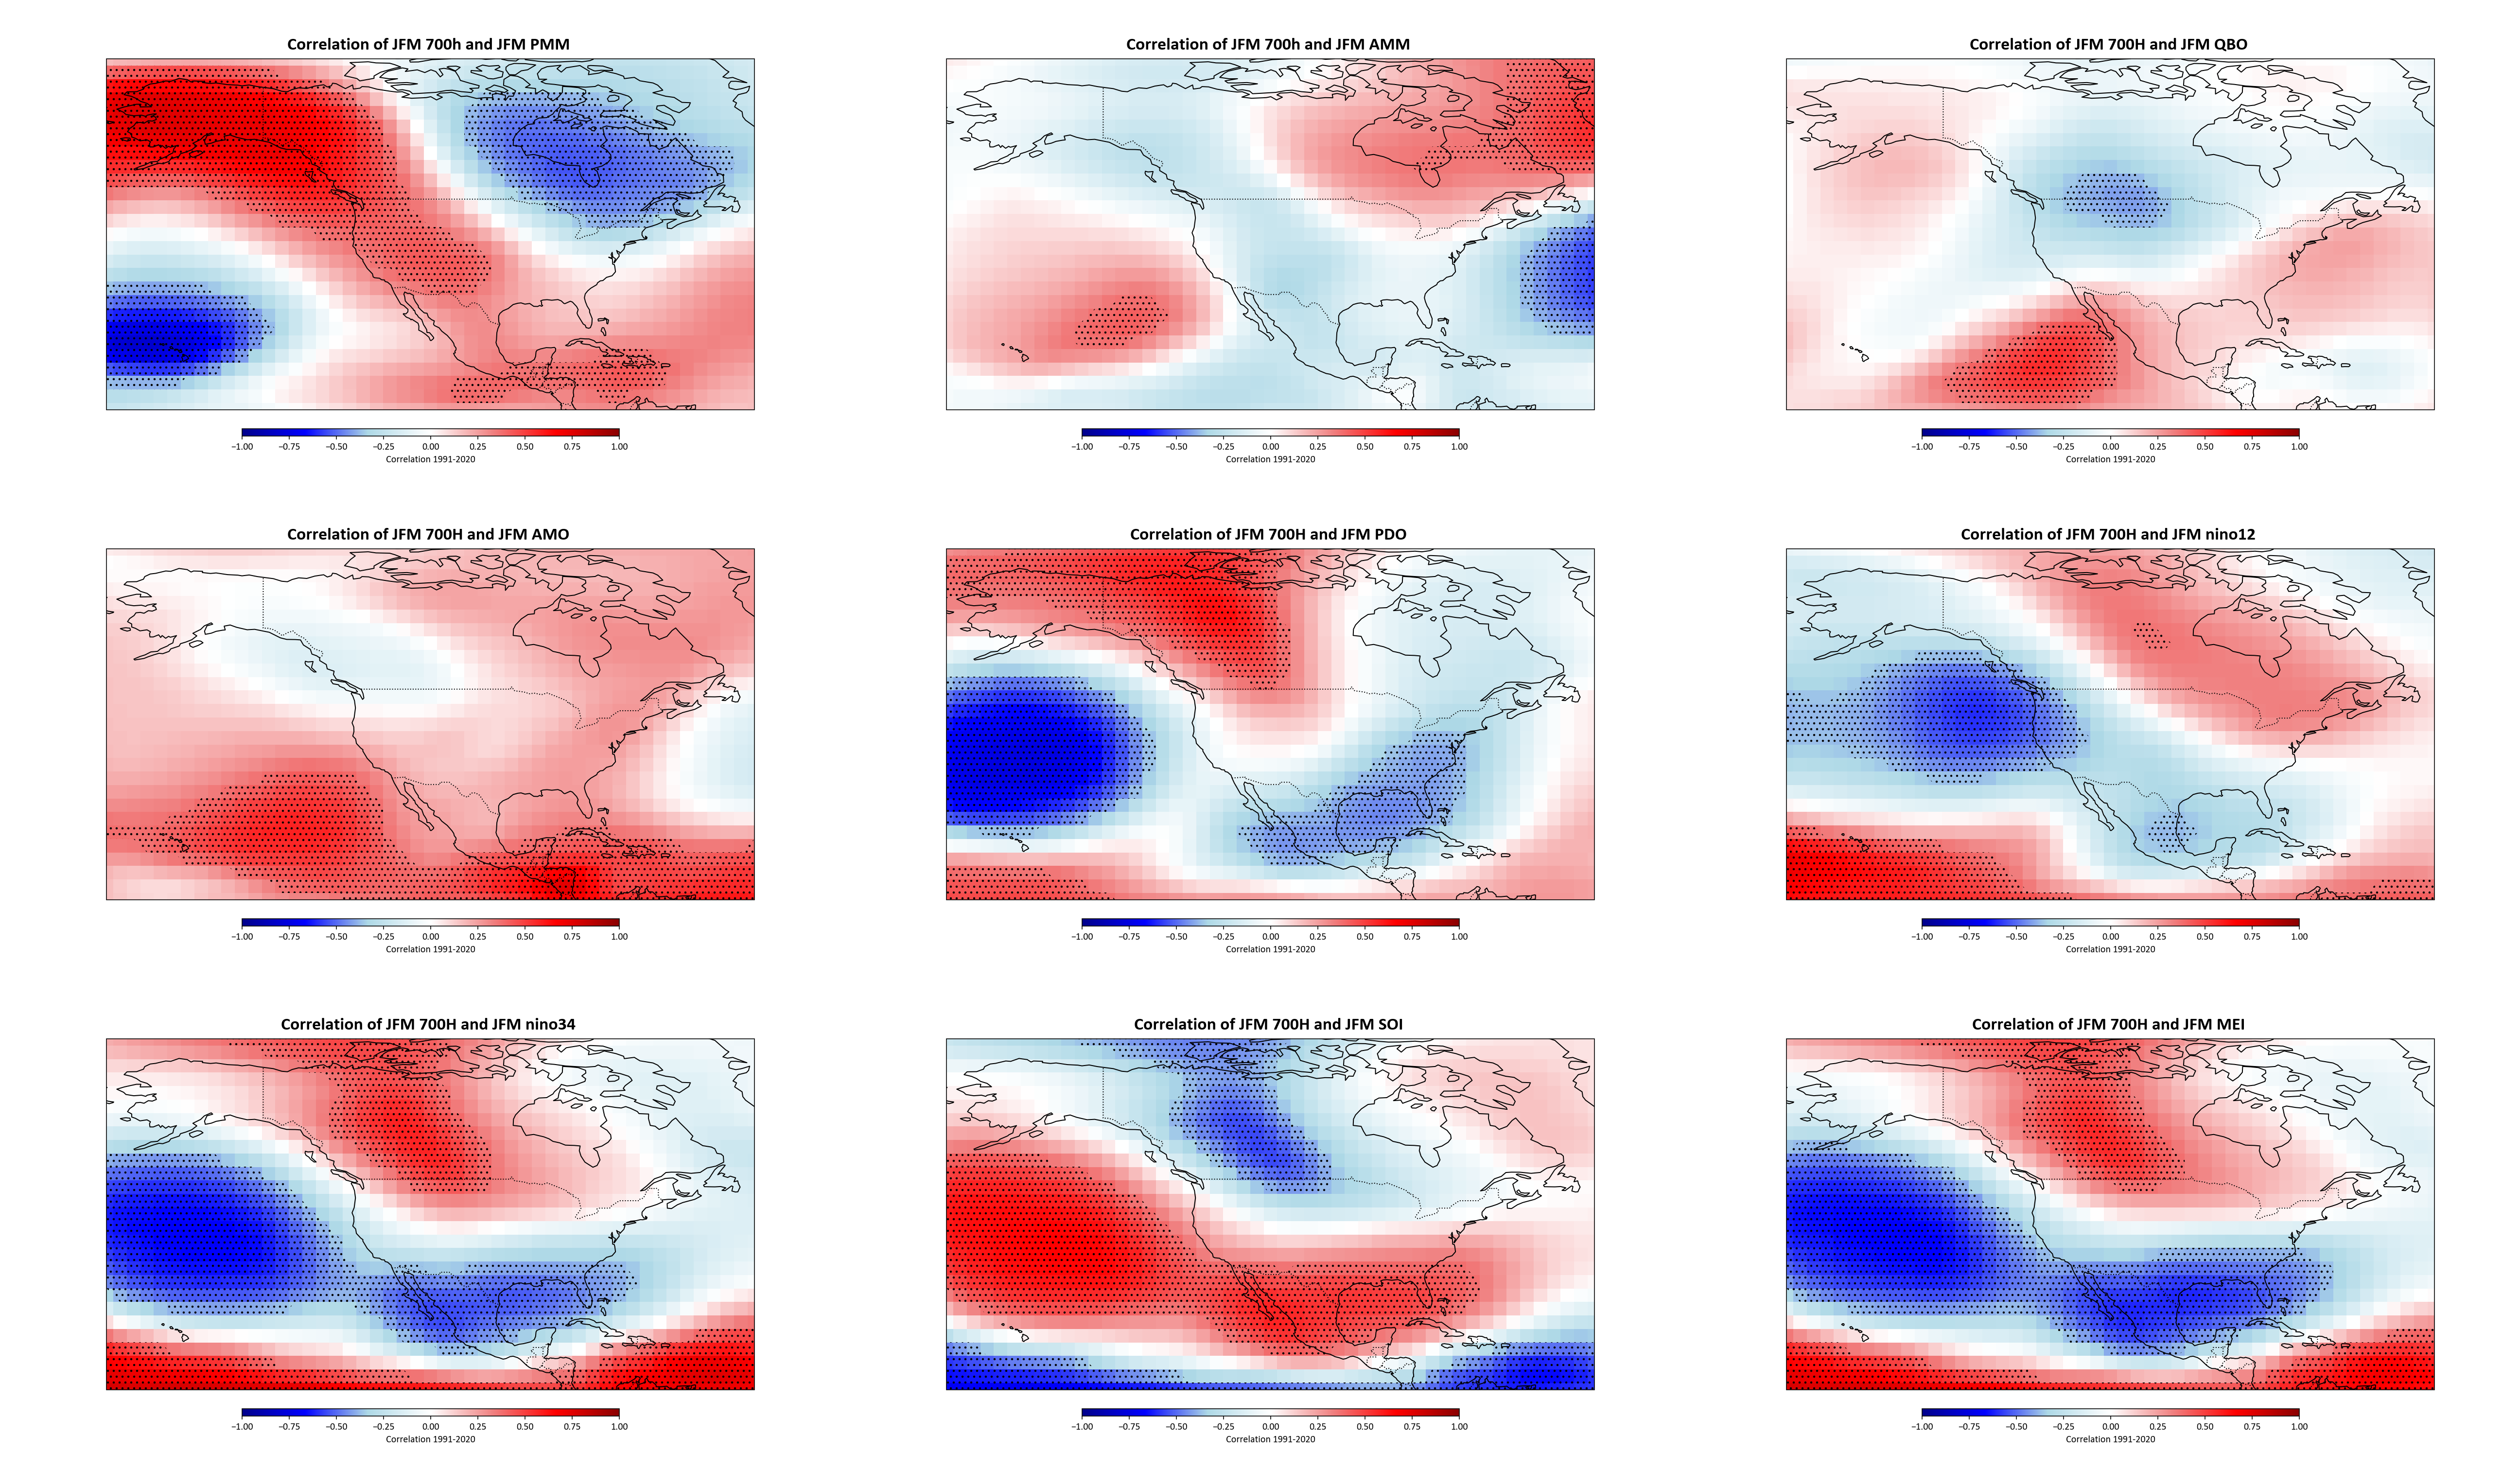 Correlation of JFM 700h and JFM PMM
−1.00 −0.75 −0.50 −0.25 0.00 0.25 0.50 0.75 1.00
Correlation 1991-2020
Correlation of JFM 700h and JFM AMM
−1.00 −0.75 −0.50 −0.25 0.00 0.25 0.50 0.75 1.00
Correlation 1991-2020
Correlation of JFM 700H and JFM QBO
−1.00 −0.75 −0.50 −0.25 0.00 0.25 0.50 0.75 1.00
Correlation 1991-2020
Correlation of JFM 700H and JFM AMO
−1.00 −0.75 −0.50 −0.25 0.00 0.25 0.50 0.75 1.00
Correlation 1991-2020
Correlation of JFM 700H and JFM PDO
−1.00 −0.75 −0.50 −0.25 0.00 0.25 0.50 0.75 1.00
Correlation 1991-2020
Correlation of JFM 700H and JFM nino12
−1.00 −0.75 −0.50 −0.25 0.00 0.25 0.50 0.75 1.00
Correlation 1991-2020
Correlation of JFM 700H and JFM nino34
−1.00 −0.75 −0.50 −0.25 0.00 0.25 0.50 0.75 1.00
Correlation 1991-2020
Correlation of JFM 700H and JFM SOI
−1.00 −0.75 −0.50 −0.25 0.00 0.25 0.50 0.75 1.00
Correlation 1991-2020
Correlation of JFM 700H and JFM MEI
−1.00 −0.75 −0.50 −0.25 0.00 0.25 0.50 0.75 1.00
Correlation 1991-2020